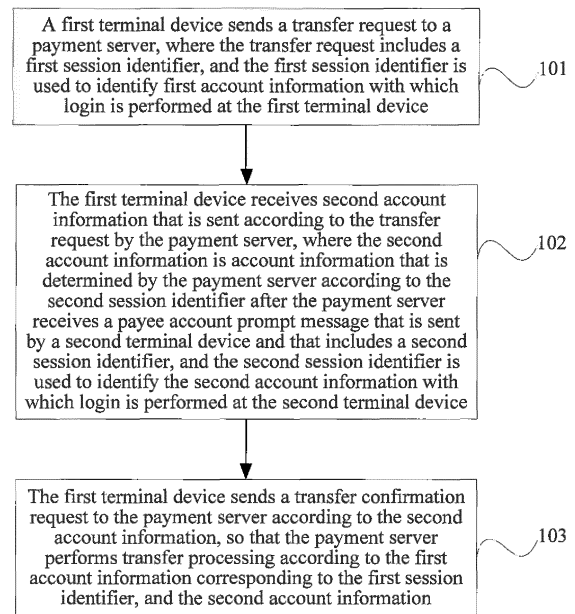 A first terminal device sends a transfer request to a
payment server, where the transfer request includes a
first session identifier, and the first session identifier is
used to identify first account information with which
login is performed at the first terminal device
101
The first terminal device receives second account
information that is sent according to the transfer
request by the payment server, where the second
account information is account information that is
determined by the payment server according to the
second session identifier after the payment server
receives a payee account prompt message that is sent
by a second terminal device and that includes a second
session identifier, and the second session identifier is
used to identify the second account information with
which login is performed at the second terminal device
102
The first terminal device sends a transfer confirmation
request to the payment server according to the second
account information, so that the payment server
performs transfer processing according to the first
account information corresponding to the first session
identifier, and the second account information
103